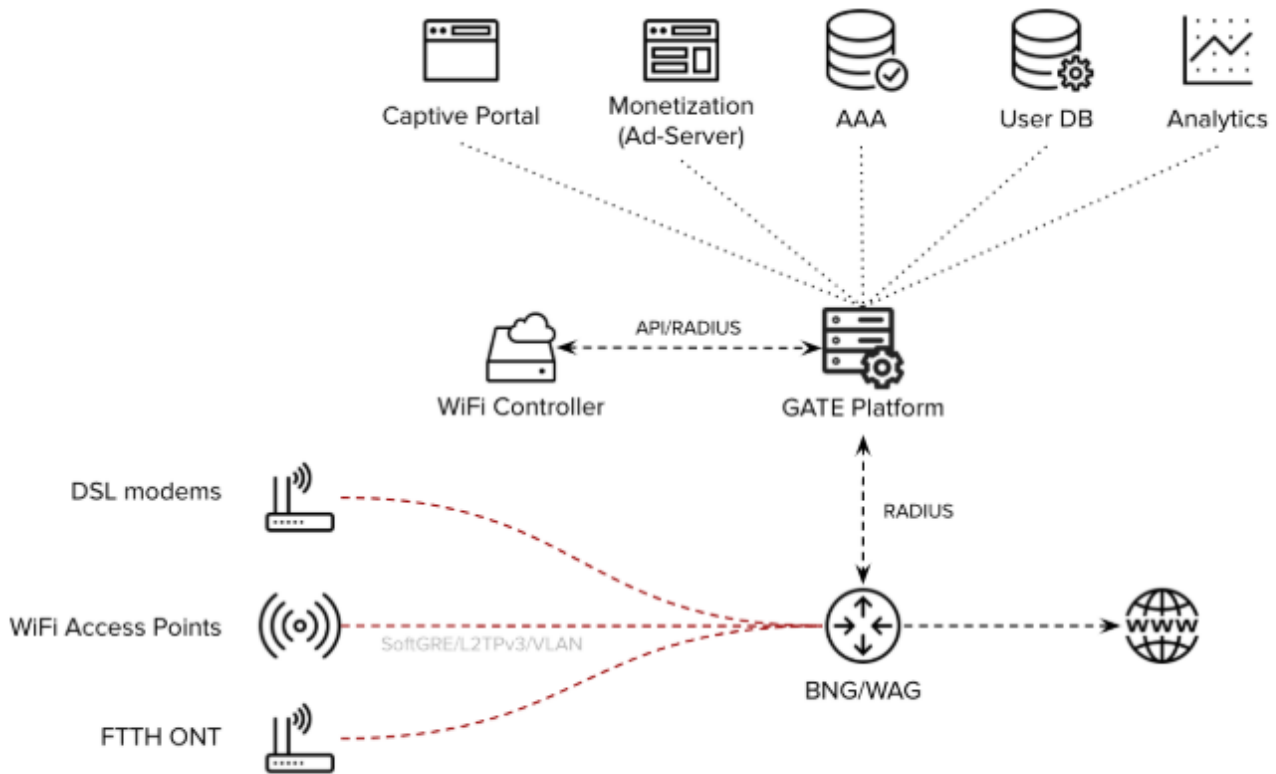 Captive Portal
Monetization
(Ad-Server)
AAA
User DB
Analytics
API/RADIUS
WiFi Controller
GATE Platform
DSL modems
RADIUS
WiFi Access Points
SoftGRE/L2TPv3/VLAN
WWW
BNG/WAG
FTTH ONT